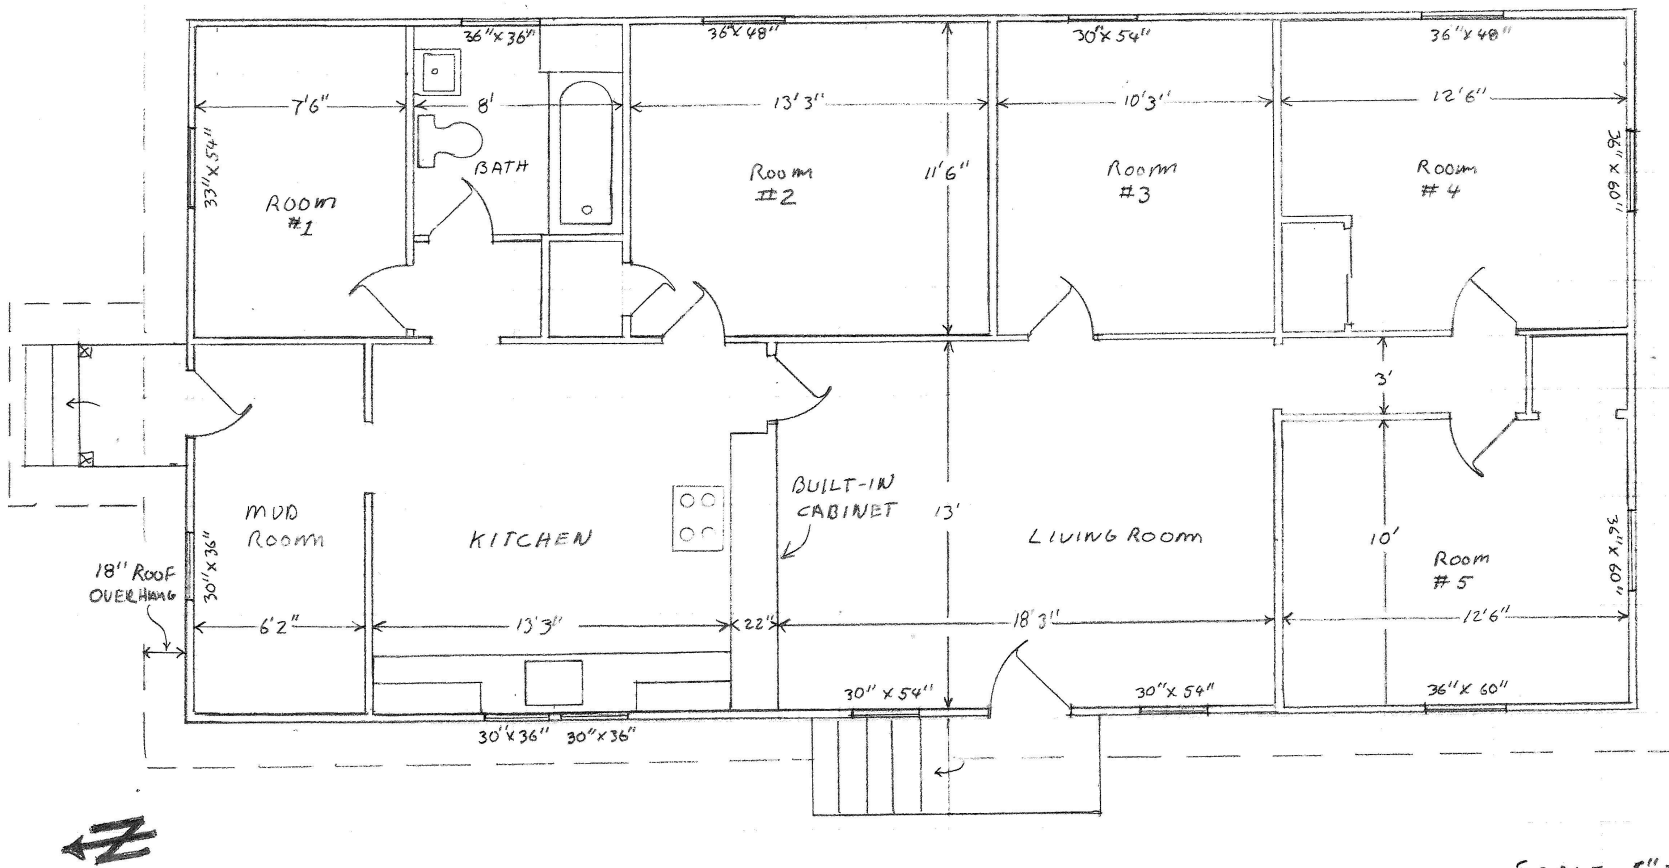 36"x36"
36x48"
30"x54"
36"x48"
7'6"
8'
13'3"
10'3"
12'6"
33"x54"
BATH
ROOM
#1
Room
#2
11'6"
Room
#3
Room
#4
36"x60"
3'
MUD
ROOM
KITCHEN
BUILT-IN
CABINET
13'
LIVING ROOM
10'
Room
#5
36"x60"
30"x36"
18" ROOF
OVERHANG
6'2"
13'3"
22"
18'3"
12'6"
30"x54"
30"x54"
36"x60"
30"x36"
30"x36"
N